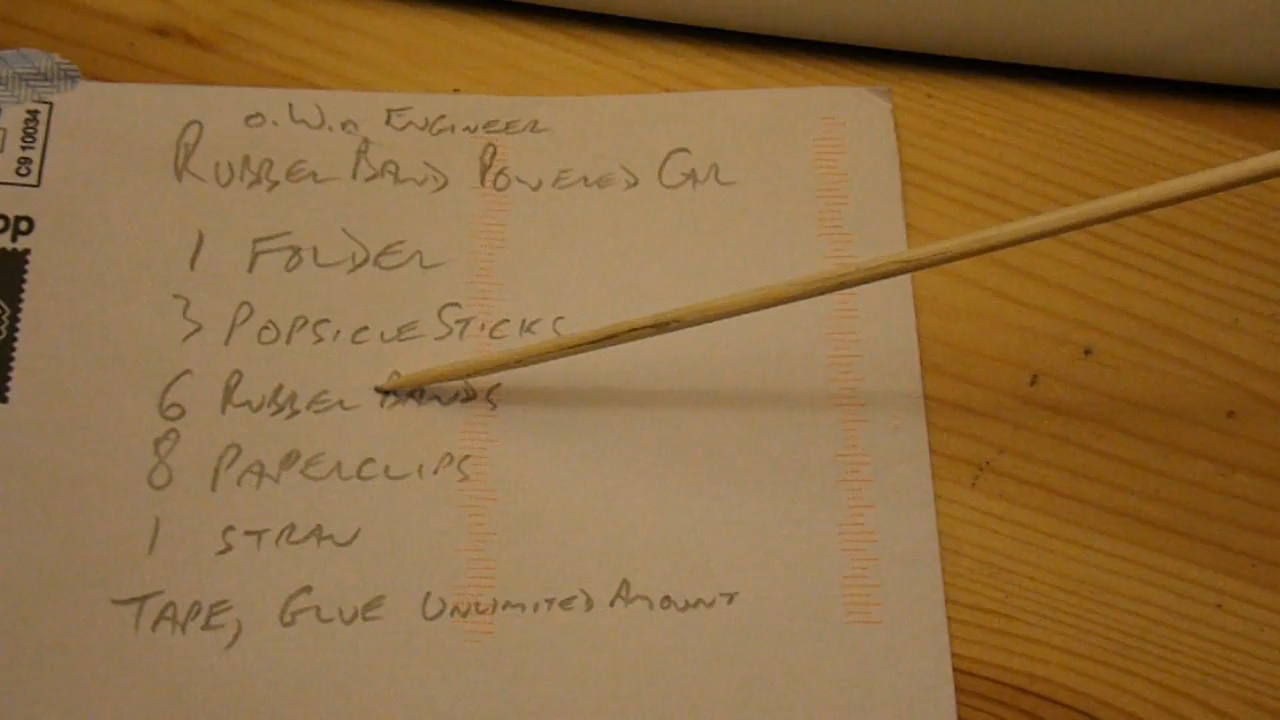 O.W.O ENGINEER
RUBBER BAND POWERED CAR
1 FOLDER
3 POPSICLE STICKS
6 RUBBER BANDS
8 PAPERCLIPS
1 STRAW
TAPE, GLUE UNLIMITED AMOUNT
C9 10034
pp